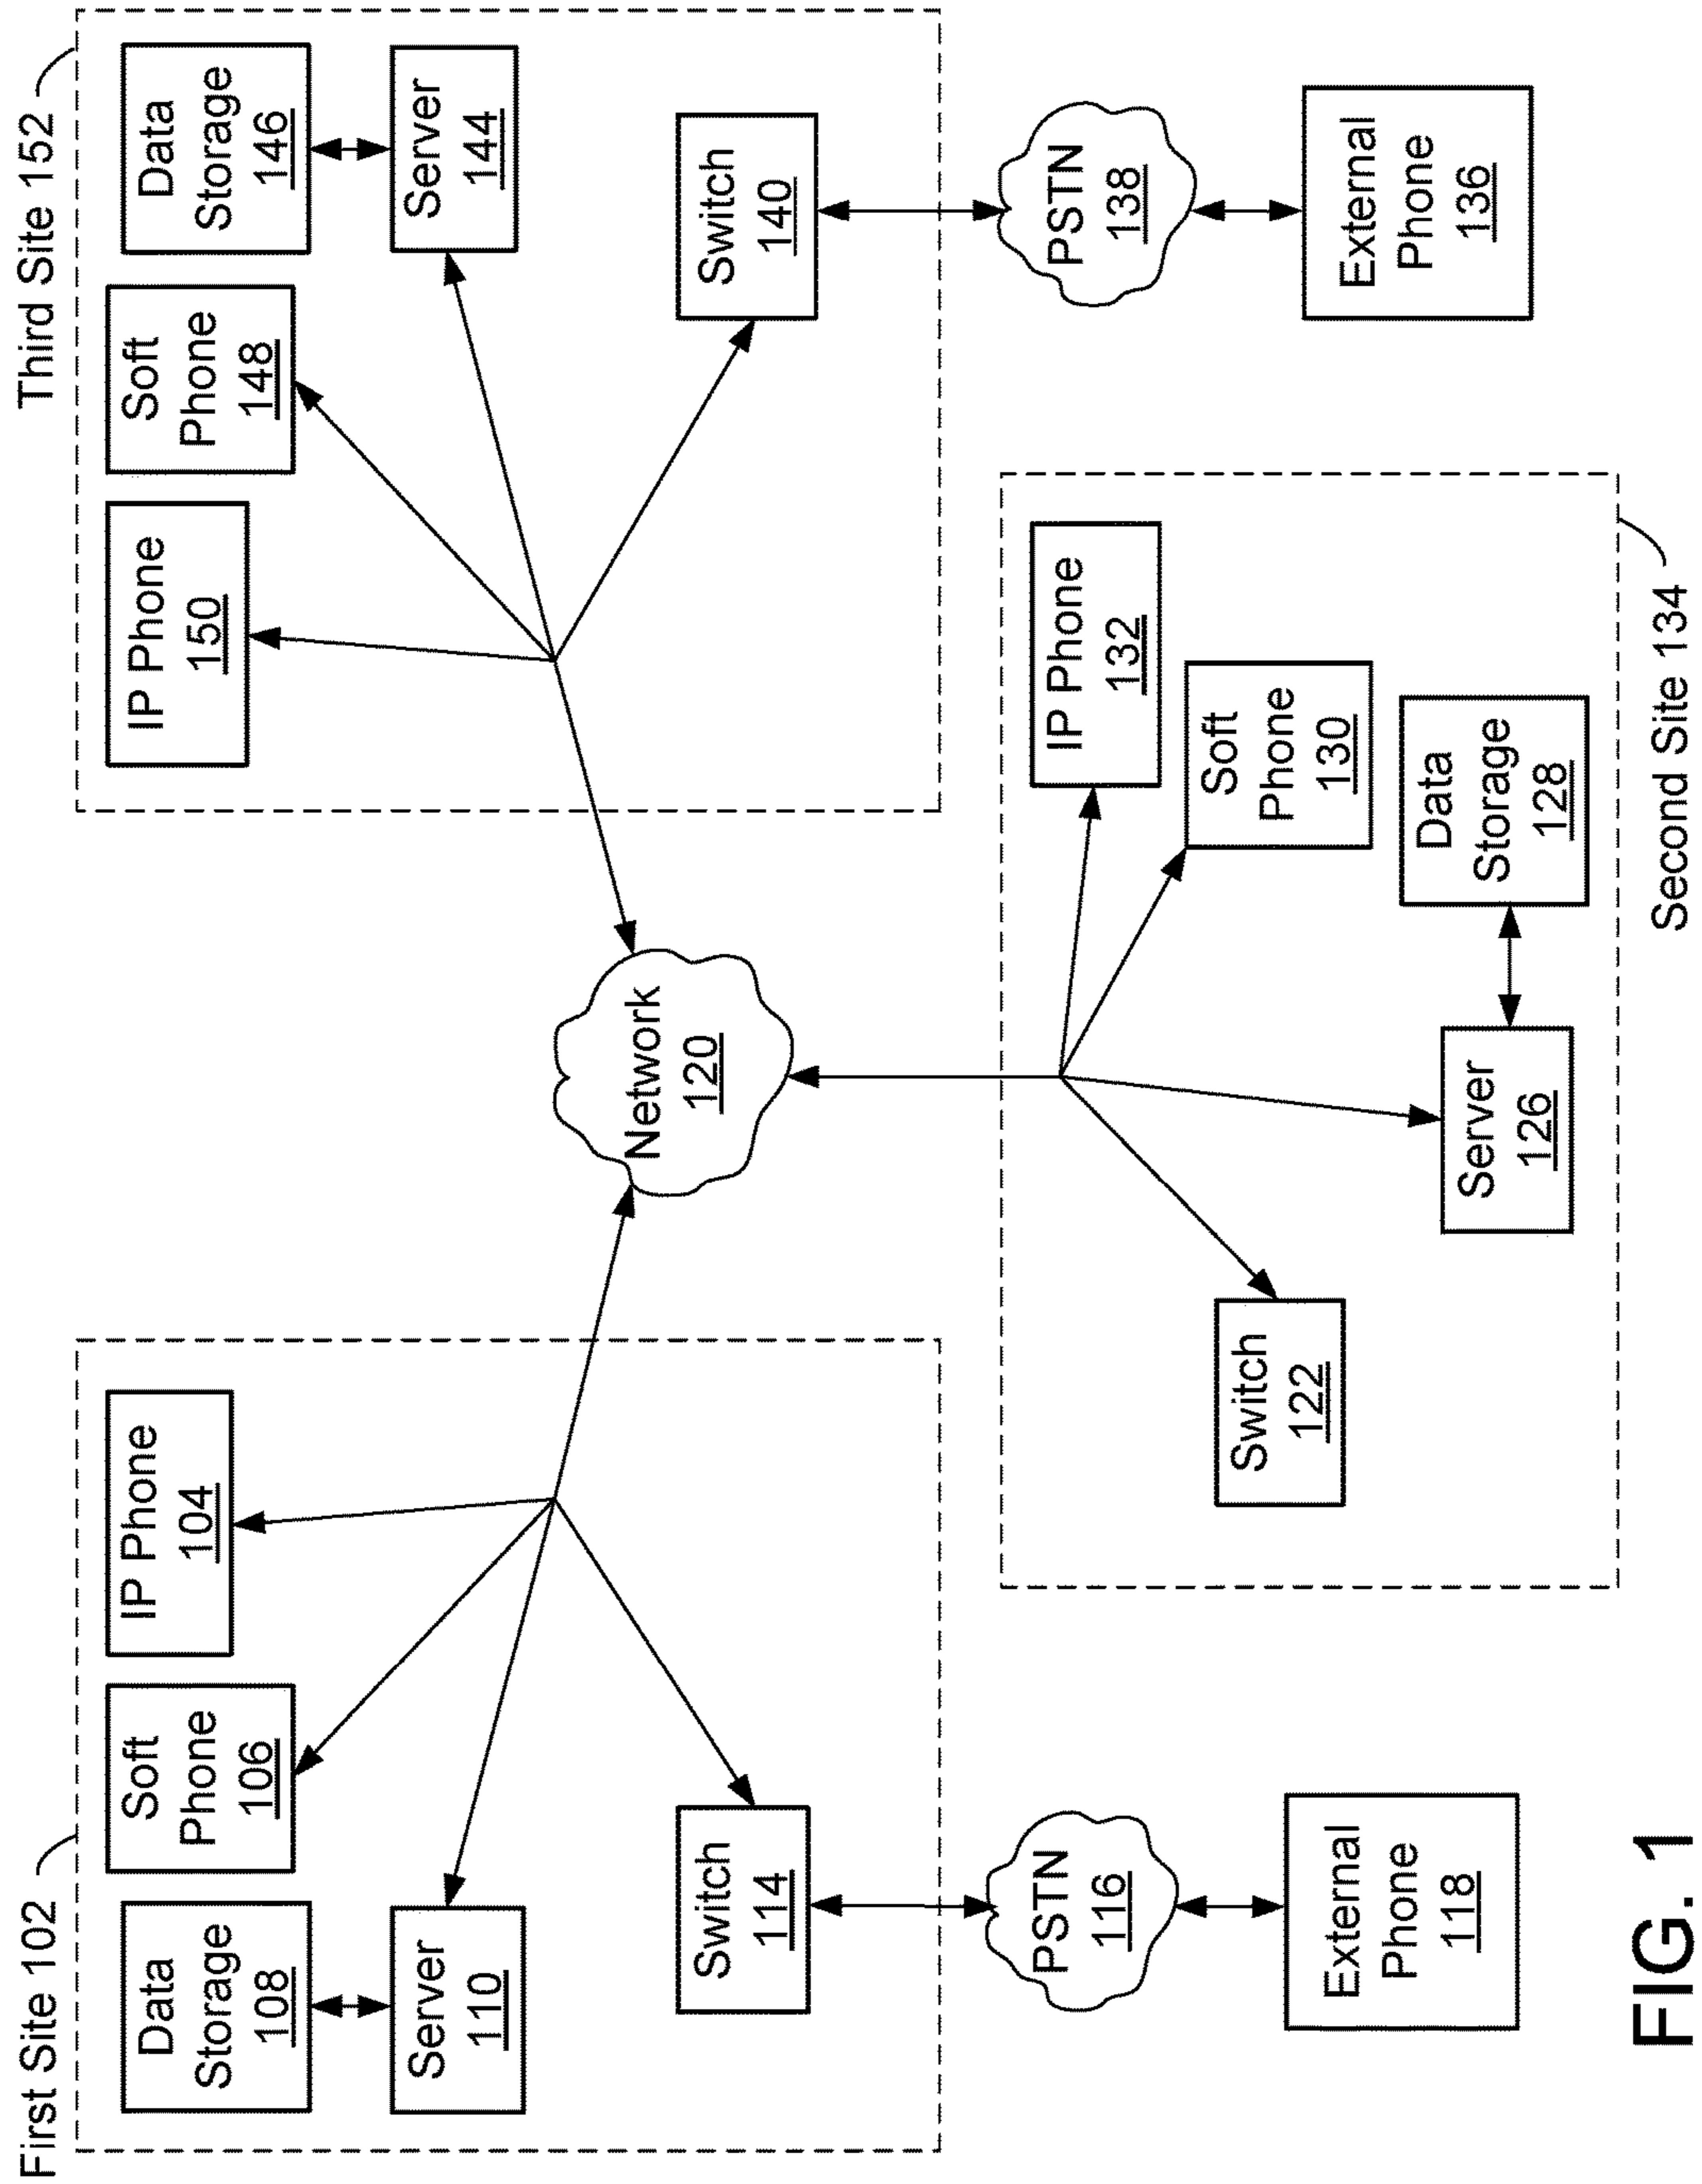 First Site 102
Data
Storage
108
Soft
Phone
106
IP Phone
104
Server
110
Switch
114
PSTN
116
External
Phone
118
Network
120
Third Site 152
IP Phone
150
Soft
Phone
148
Data
Storage
146
Server
144
Switch
140
PSTN
138
External
Phone
136
IP Phone
132
Soft
Phone
130
Switch
122
Server
126
Data
Storage
128
Second Site 134
FIG. 1